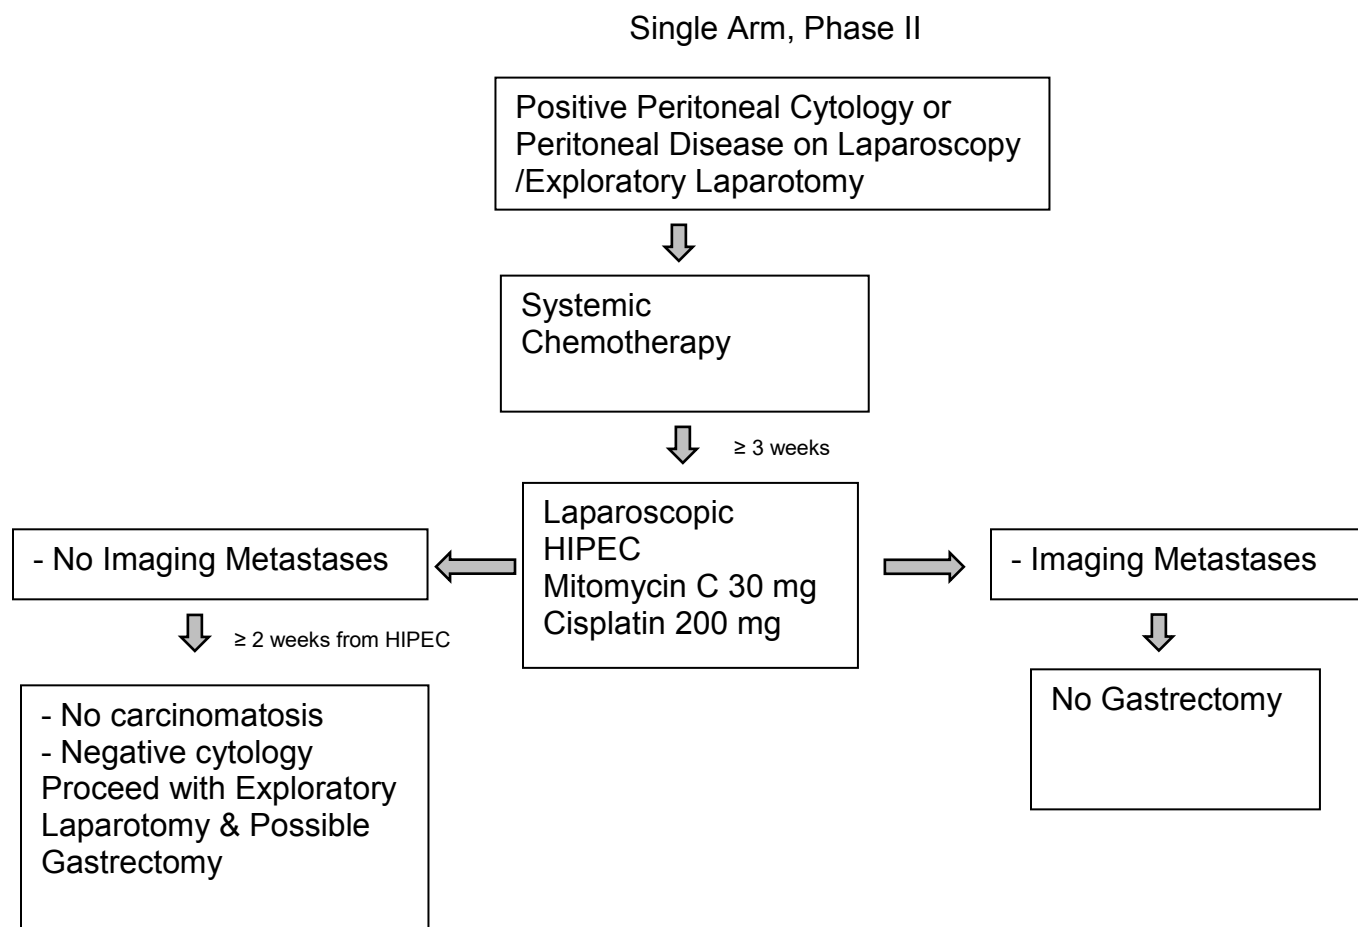 Single Arm, Phase II
Positive Peritoneal Cytology or
Peritoneal Disease on Laparoscopy
/Exploratory Laparotomy
Systemic
Chemotherapy
≥ 3 weeks
Laparoscopic
HIPEC
Mitomycin C 30 mg
Cisplatin 200 mg
- No Imaging Metastases
- Imaging Metastases
≥ 2 weeks from HIPEC
- No carcinomatosis
- Negative cytology
Proceed with Exploratory
Laparotomy & Possible
Gastrectomy
No Gastrectomy